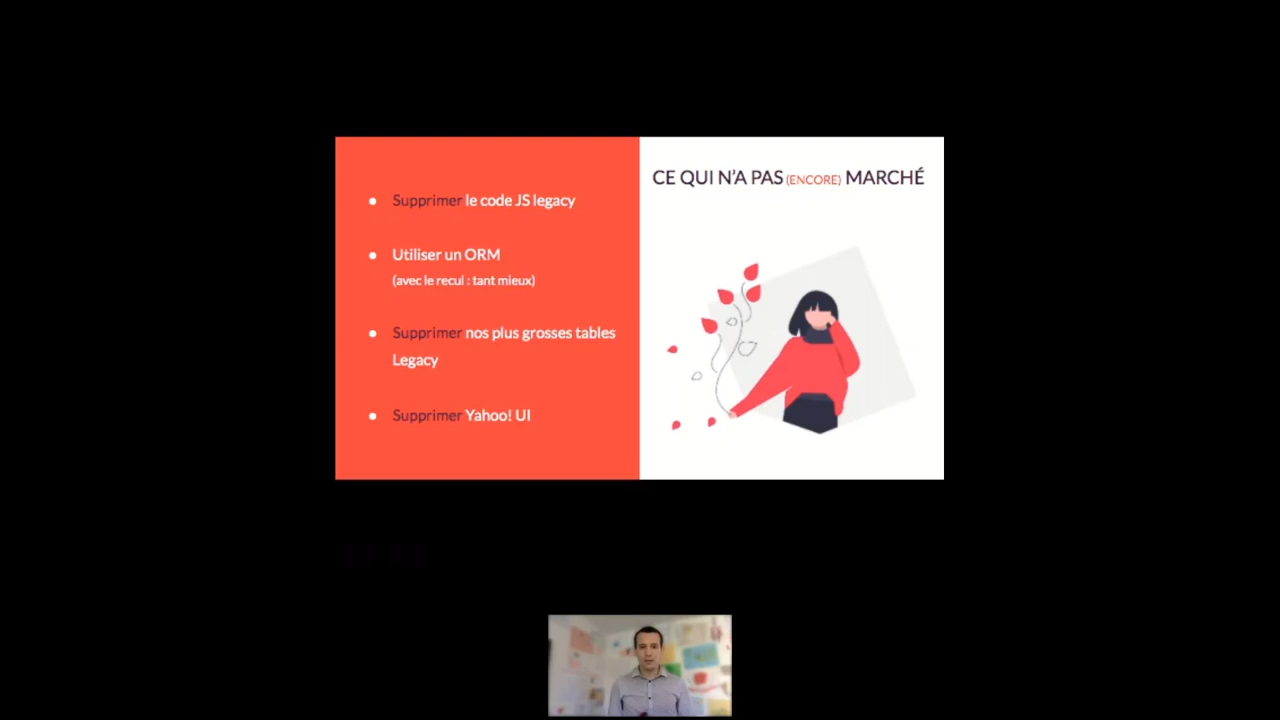 CE QUI N'A PAS (ENCORE) MARCHÉ
● Supprimer le code JS legacy
● Utiliser un ORM
(avec le recul : tant mieux)
● Supprimer nos plus grosses tables
Legacy
● Supprimer Yahoo! UI